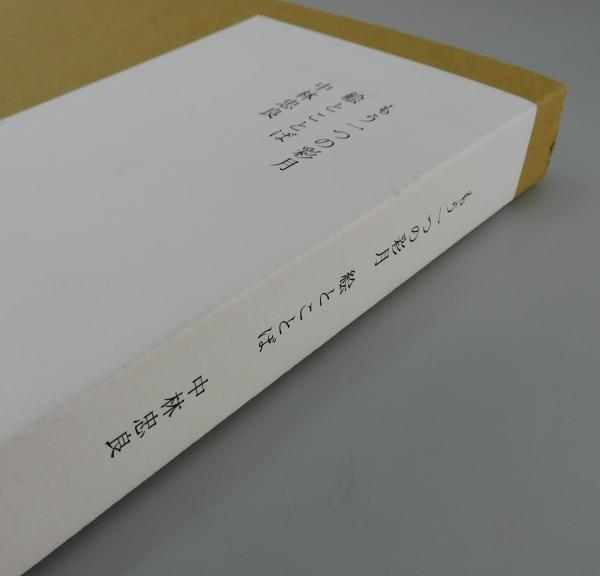 もう一つの彩月
絵とことば
中林忠良
もう一つの彩月 絵とことば 中林忠良